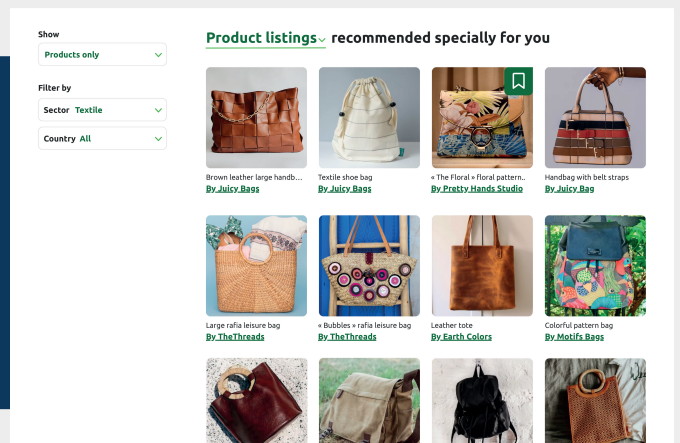 Show
Products only
Filter by
Sector Textile
Country All
Product listings recommended specially for you
Brown leather large handb...
By Juicy Bags
Textile shoe bag
By Juicy Bags
« The Floral » floral pattern..
By Pretty Hands Studio
Handbag with belt straps
By Juicy Bag
Large rafia leisure bag
By TheThreads
« Bubbles » rafia leisure bag
By TheThreads
Leather tote
By Earth Colors
Colorful pattern bag
By Motifs Bags